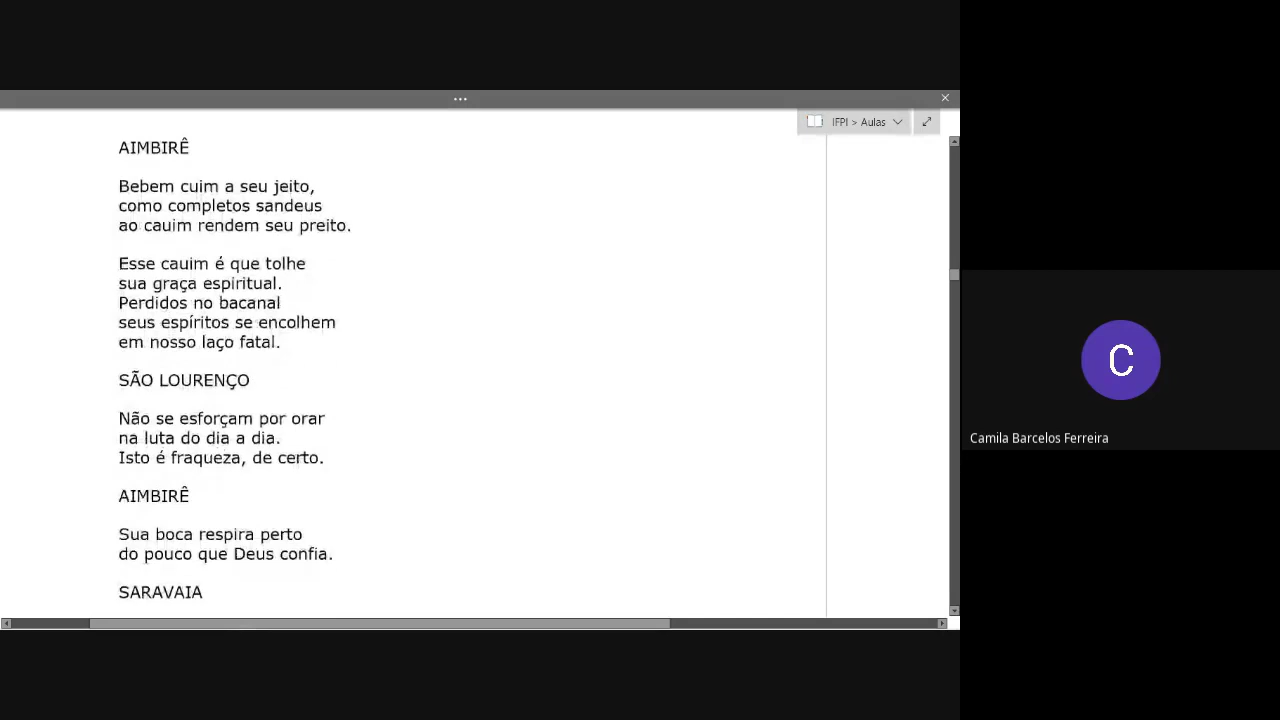 ...
IFPI > Aulas
AIMBIRÊ
Bebem cuim a seu jeito,
como completos sandeus
ao cauim rendem seu preito.
Esse cauim é que tolhe
sua graça espiritual.
Perdidos no bacanal
seus espíritos se encolhem
em nosso laço fatal.
SÃO LOURENÇO
Não se esforçam por orar
na luta do dia a dia.
Isto é fraqueza, de certo.
AIMBIRÊ
Sua boca respira perto
do pouco que Deus confia.
SARAVAIA
C
Camila Barcelos Ferreira